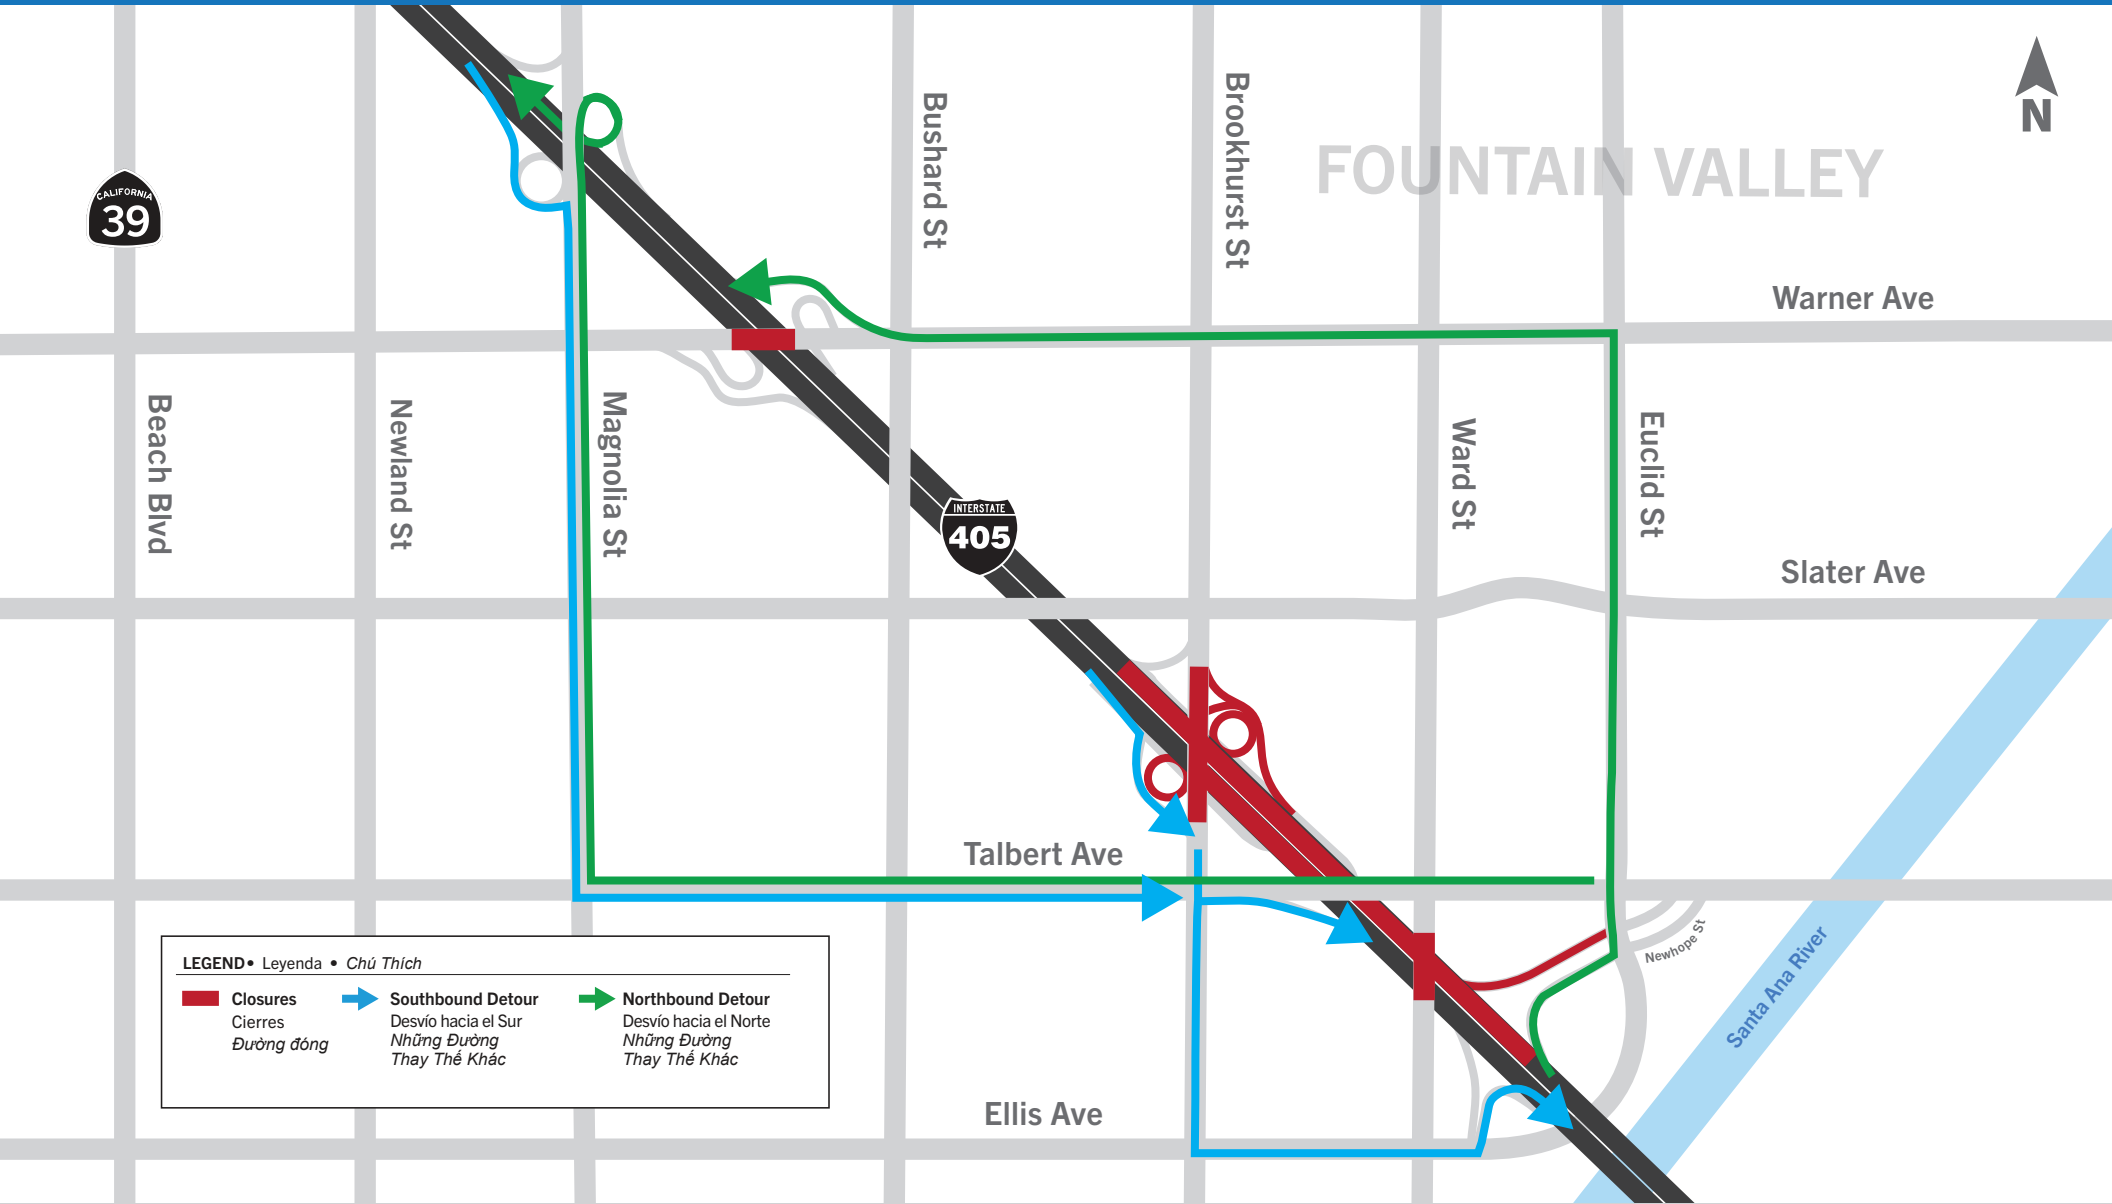 N
FOUNTAIN VALLEY
CALIFORNIA
39
Bushard St
Brookhurst St
Warner Ave
Beach Blvd
Newland St
Magnolia St
Ward St
Euclid St
INTERSTATE
405
Slater Ave
Talbert Ave
Newhope St
Santa Ana River
Ellis Ave
LEGEND • Leyenda • Chú Thích
Closures
Cierres
Đường đóng
Southbound Detour
Desvío hacia el Sur
Những Đường
Thay Thế Khác
Northbound Detour
Desvío hacia el Norte
Những Đường
Thay Thế Khác